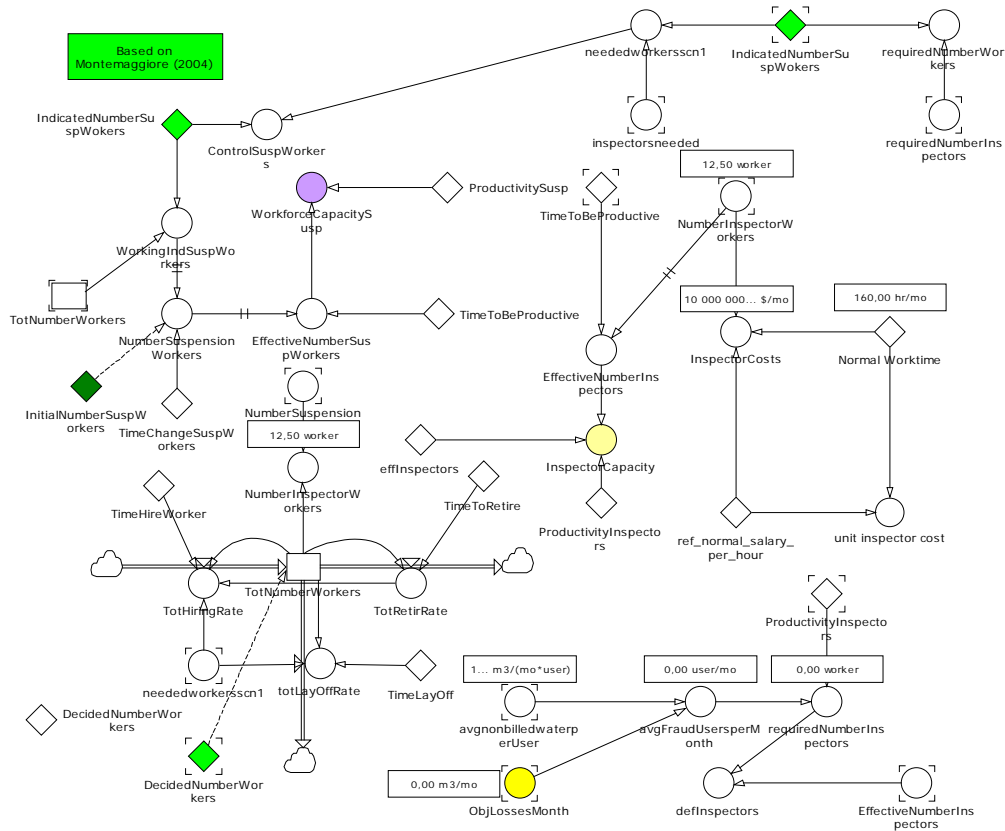 Based on
Montemaggiore (2004)
neededworkersscn1
IndicatedNumberSu
spWokers
requiredNumberWor
kers
IndicatedNumberSu
spWokers
ControlSuspWorker
s
inspectorsneeded
requiredNumberIns
pectors
12,50 worker
WorkforceCapacityS
usp
ProductivitySusp
TimeToBeProductive
NumberInspectorW
orkers
WorkingIndSuspWo
rkers
TotNumberWorkers
NumberSuspension
Workers
EffectiveNumberSus
pWorkers
TimeToBeProductive
10 000 000... $/mo
160,00 hr/mo
InspectorCosts
Normal Worktime
EffectiveNumberIns
pectors
InitialNumberSuspW
orkers
TimeChangeSuspW
orkers
NumberSuspension
12,50 worker
NumberInspectorW
orkers
effInspectors
InspectorCapacity
TimeHireWorker
TimeToRetire
ProductivityInspecto
rs
ref_normal_salary_
per_hour
unit inspector cost
TotHiringRate
TotNumberWorkers
TotRetirRate
ProductivityInspecto
rs
neededworkersscn1
totLayOffRate
TimeLayOff
1... m3/(mo*user)
0,00 user/mo
0,00 worker
DecidedNumberWor
kers
avgnonbilledwaterp
erUser
avgFraudUsersperM
onth
requiredNumberIns
pectors
DecidedNumberWor
kers
0,00 m3/mo
ObjLossesMonth
defInspectors
EffectiveNumberIns
pectors